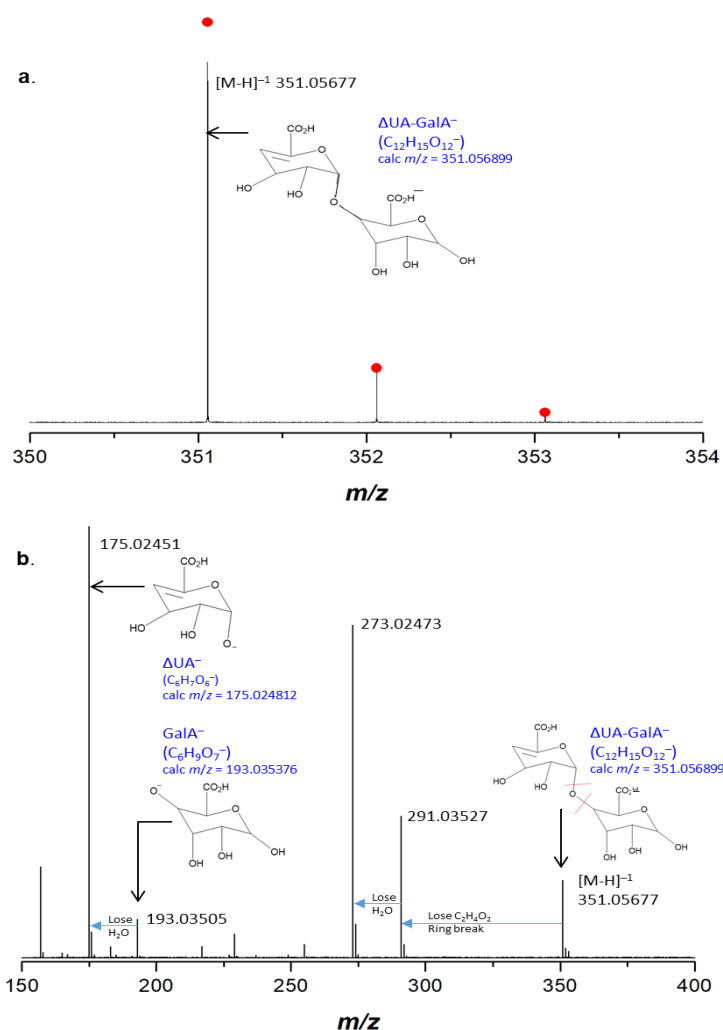 a.
[M-H]⁻¹ 351.05677
ΔUA-GalA⁻
(C₁₂H₁₅O₁₂⁻)
calc m/z = 351.056899
CO₂H
O
HO
HO
O
CO₂H⁻
O
OH
OH
OH
350 351 352 353 354
m/z
b.
175.02451
CO₂H
O
HO
HO
O⁻
ΔUA⁻
(C₆H₇O₆⁻)
calc m/z = 175.024812
GalA⁻
(C₆H₉O₇⁻)
calc m/z = 193.035376
O⁻
CO₂H
O
OH
OH
OH
Lose
H₂O
193.03505
273.02473
Lose
H₂O
291.03527
Lose C₂H₄O₂
Ring break
ΔUA-GalA⁻
(C₁₂H₁₅O₁₂⁻)
calc m/z = 351.056899
CO₂H
O
HO
HO
O
O
OH
OH
OH
[M-H]⁻¹
351.05677
150 200 250 300 350 400
m/z